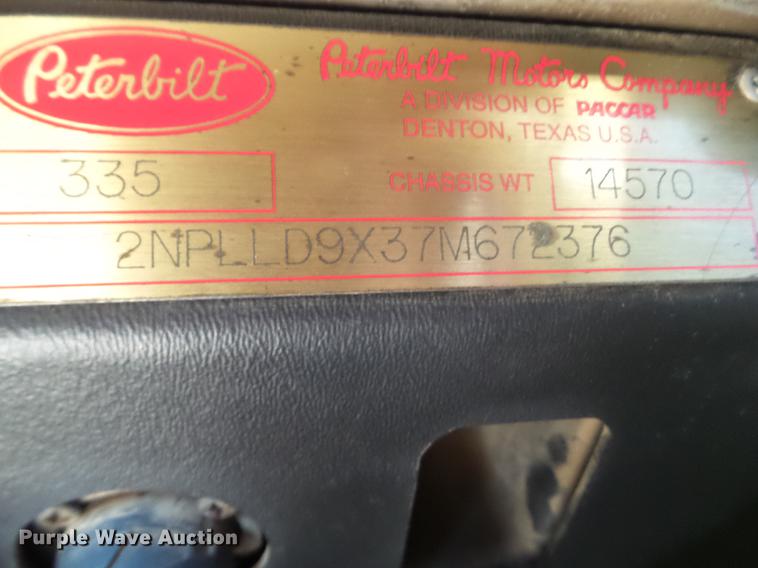 Peterbilt
Peterbilt Motors Company
A DIVISION OF PACCAR
DENTON, TEXAS U.S.A.
335
CHASSIS WT 14570
2NPLLD9X37M672376
Purple Wave Auction